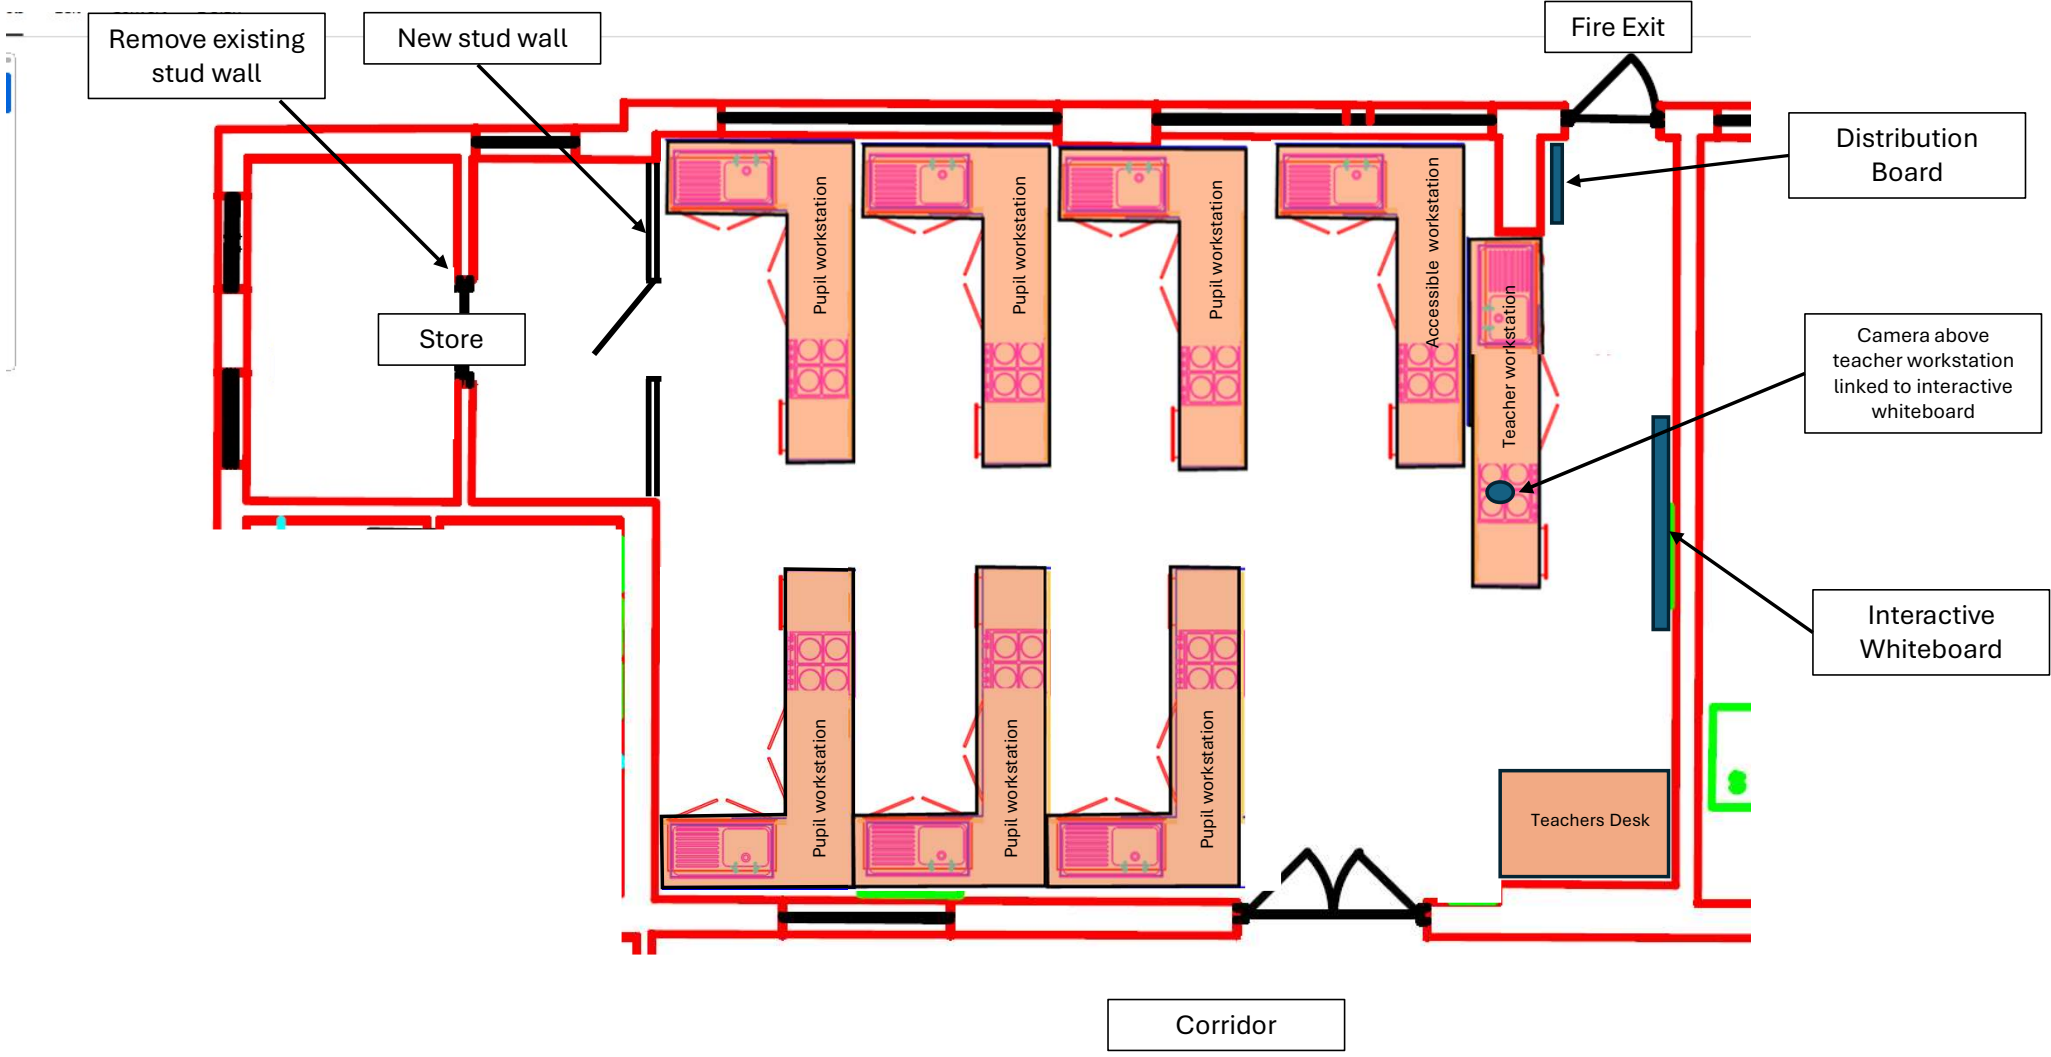 Remove existing
stud wall
New stud wall
Fire Exit
Distribution
Board
Store
Camera above
teacher workstation
linked to interactive
whiteboard
Interactive
Whiteboard
Pupil workstation
Pupil workstation
Pupil workstation
Accessible workstation
Teacher workstation
Pupil workstation
Pupil workstation
Pupil workstation
Teachers Desk
Corridor